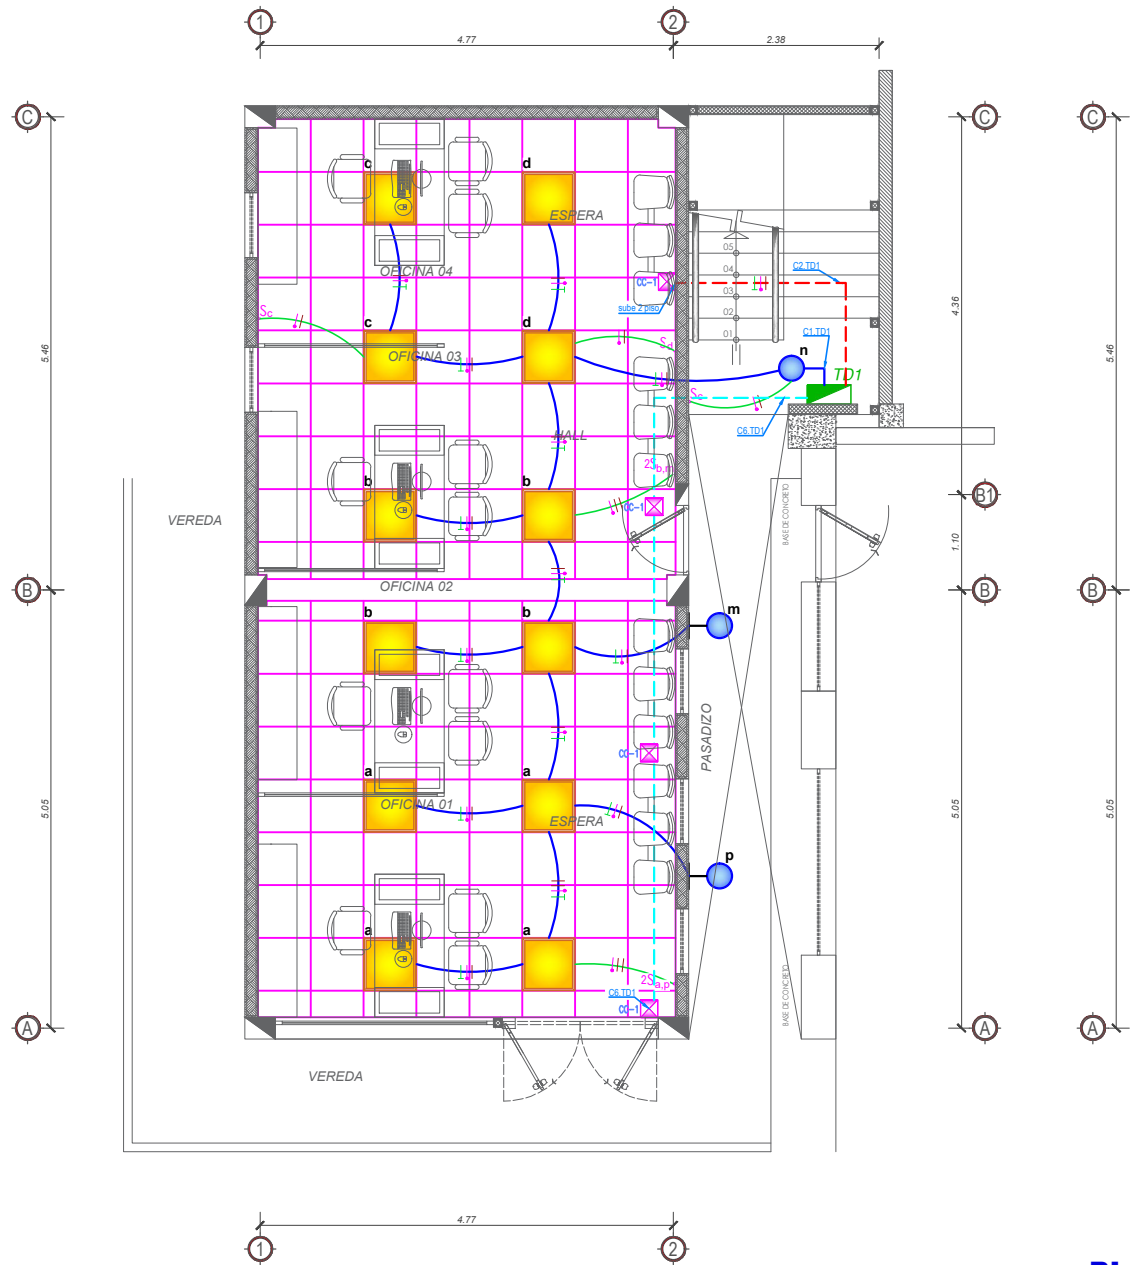 1
2
4.77
2.38
C
C
C
c
d
ESPERA
OFICINA 04
05
04
03
02
01
C2.TD1
CC-1
sube 2 piso
Sc
4.36
5.46
5.46
c
d
OFICINA 03
Sd
n
C1.TD1
TD1
Sc
C6.TD1
HALL
2Sb,m
b
b
CC-1
B1
VEREDA
BASE DE CONCRETO
1.10
OFICINA 02
B
B
B
b
b
m
PASADIZO
CC-1
a
a
OFICINA 01
ESPERA
5.05
5.05
5.05
p
a
a
2Sa,p
C6.TD1
CC-1
BASE DE CONCRETO
A
A
A
VEREDA
4.77
1
2